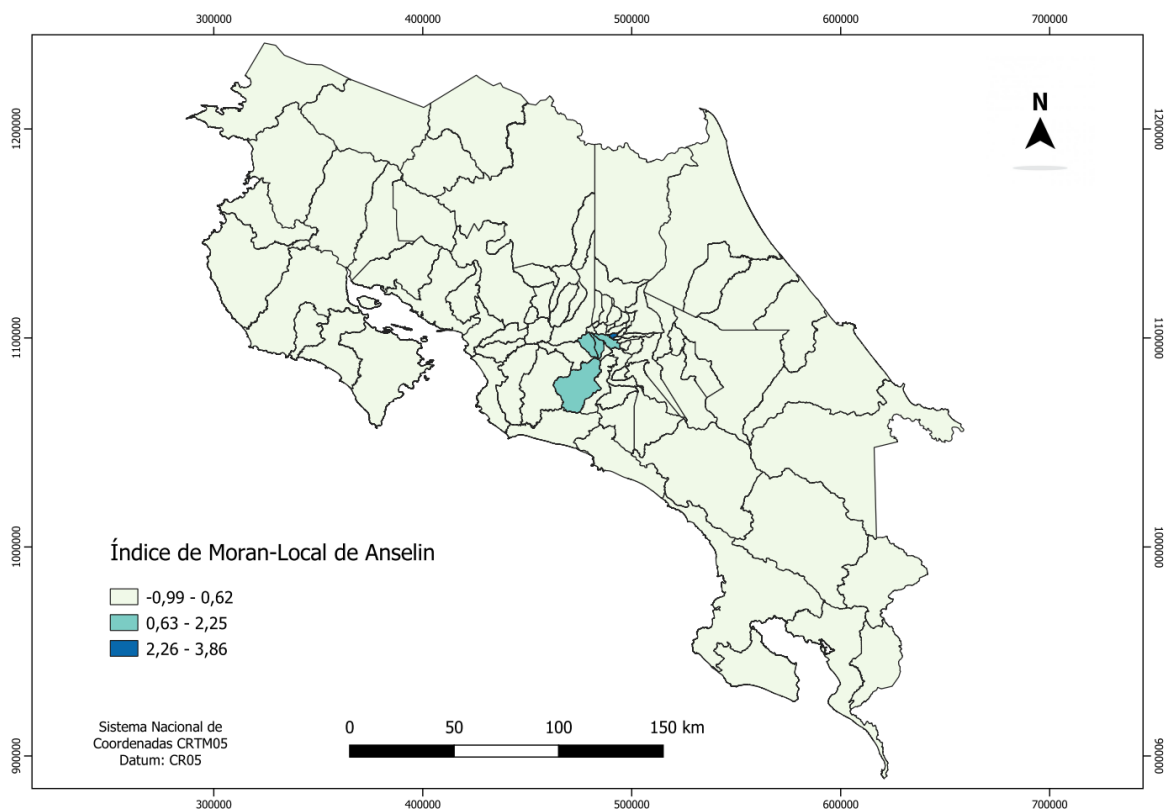 300000 400000 500000 600000 700000
N
1200000 1200000
1100000 1100000
1000000 1000000
Índice de Moran-Local de Anselin
-0,99 - 0,62
0,63 - 2,25
2,26 - 3,86
Sistema Nacional de
Coordenadas CRTM05
Datum: CR05
0 50 100 150 km
900000 900000
300000 400000 500000 600000 700000